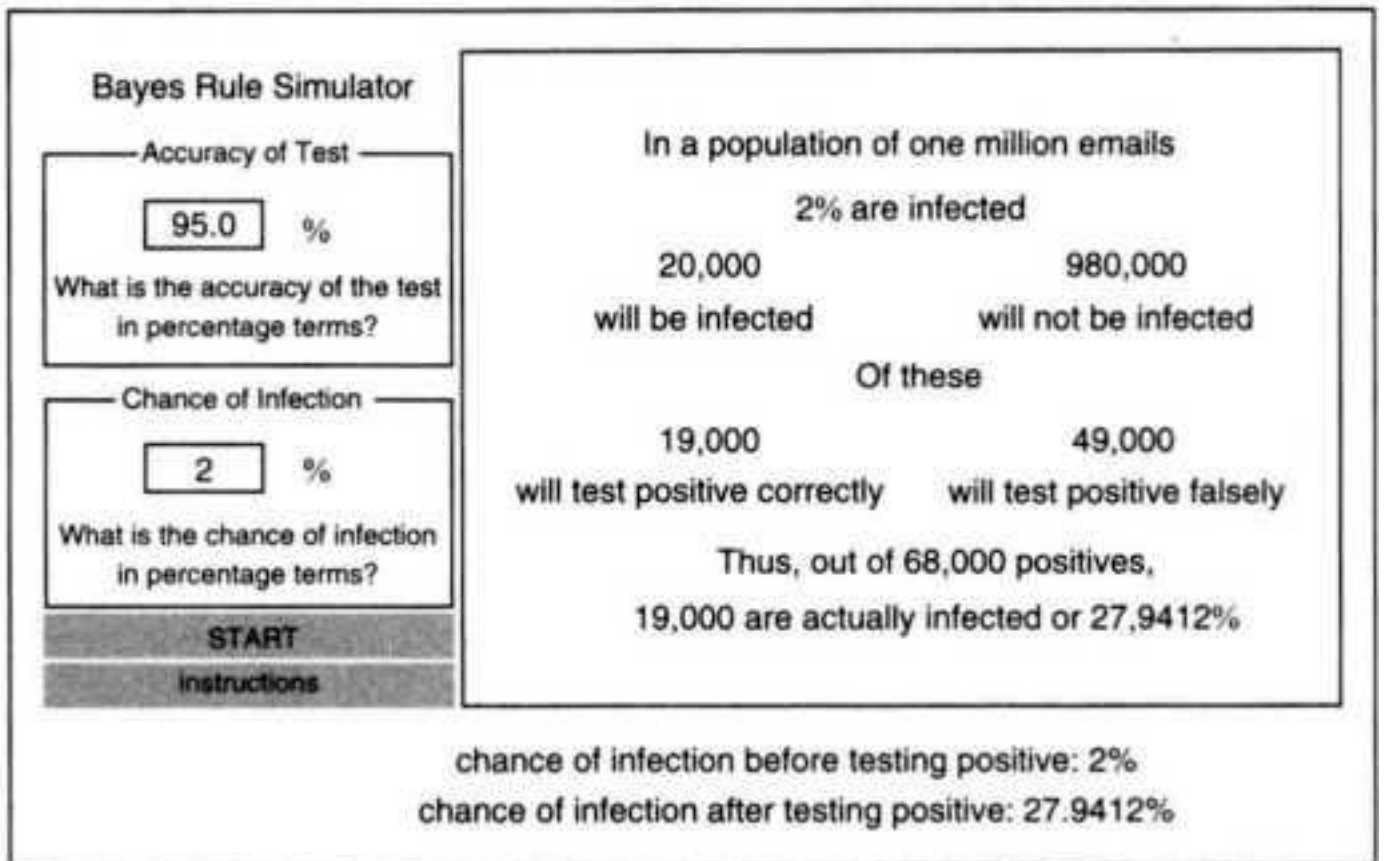 Bayes Rule Simulator
Accuracy of Test
95.0 %
What is the accuracy of the test
in percentage terms?
Chance of Infection
2 %
What is the chance of infection
in percentage terms?
START
instructions
In a population of one million emails
2% are infected
20,000 980,000
will be infected will not be infected
Of these
19,000 49,000
will test positive correctly will test positive falsely
Thus, out of 68,000 positives,
19,000 are actually infected or 27,9412%
chance of infection before testing positive: 2%
chance of infection after testing positive: 27.9412%